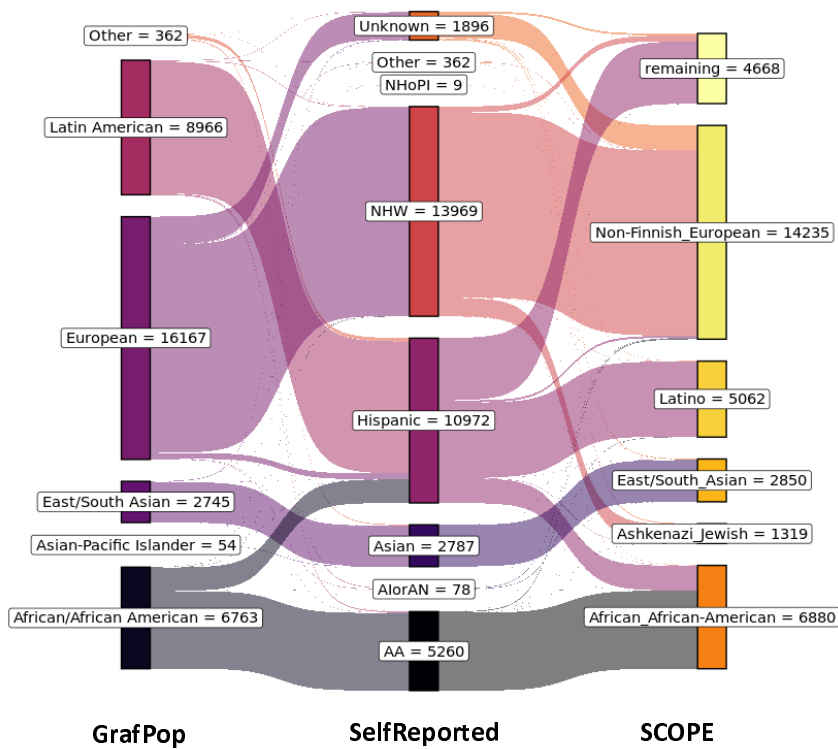 Unknown = 1896
Other = 362
Other = 362
remaining = 4668
NHoPI = 9
Latin American = 8966
NHW = 13969
Non-Finnish_European = 14235
European = 16167
Latino = 5062
Hispanic = 10972
East/South_Asian = 2850
East/South Asian = 2745
Ashkenazi_Jewish = 1319
Asian-Pacific Islander = 54
Asian = 2787
AIorAN = 78
African/African American = 6763
African_African-American = 6880
AA = 5260
GrafPop SelfReported SCOPE